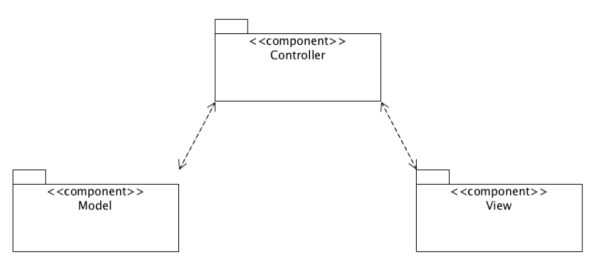 <<component>>
Controller
<<component>>
Model
<<component>>
View